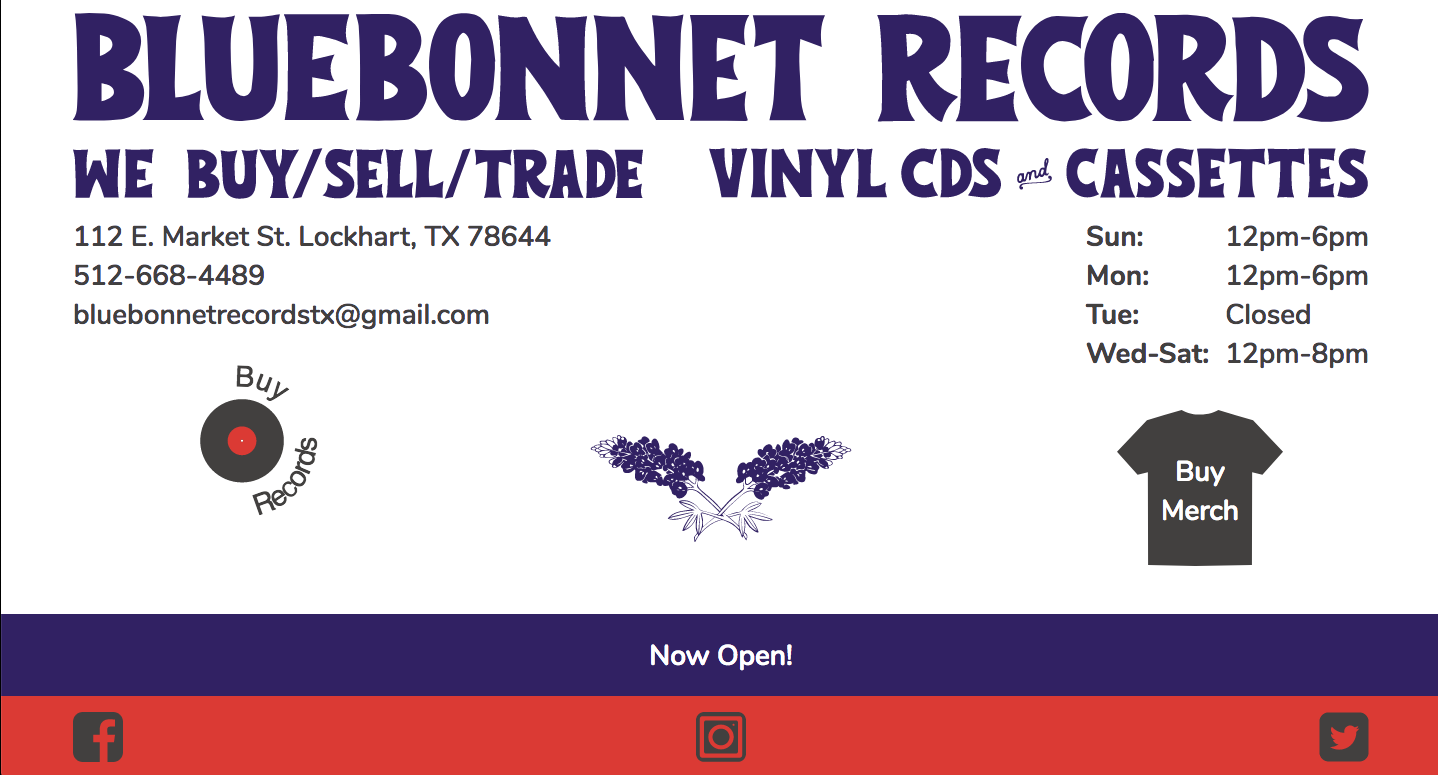 BLUEBONNET RECORDS
WE BUY/SELL/TRADE VINYL CDS and CASSETTES
112 E. Market St. Lockhart, TX 78644
512-668-4489
bluebonnetrecordstx@gmail.com
Sun: 12pm-6pm
Mon: 12pm-6pm
Tue: Closed
Wed-Sat: 12pm-8pm
Buy Records
Buy
Merch
Now Open!